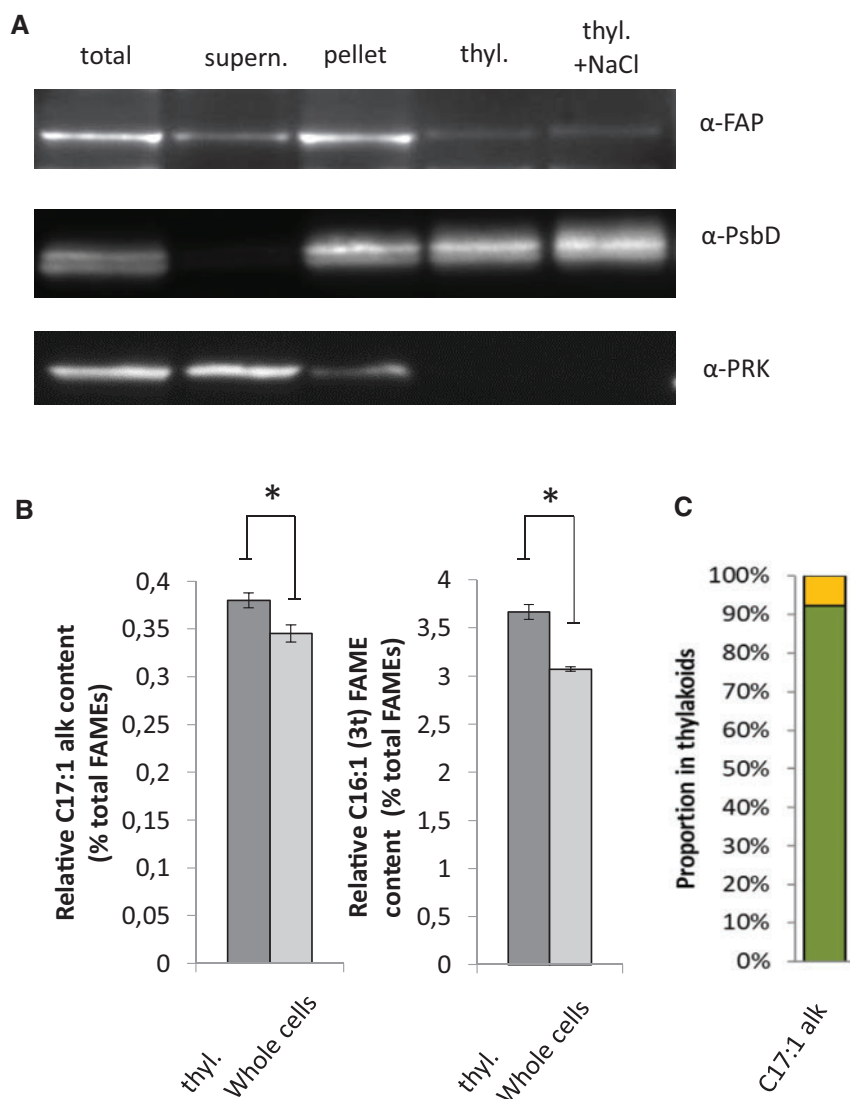 A
total
supern.
pellet
thyl.
thyl.
+NaCl
α-FAP
α-PsbD
α-PRK
B
*
Relative C17:1 alk content
(% total FAMEs)
0,4
0,35
0,3
0,25
0,2
0,15
0,1
0,05
0
thyl.
Whole cells
*
Relative C16:1 (3t) FAME
content (% total FAMEs)
4
3,5
3
2,5
2
1,5
1
0,5
0
thyl.
Whole cells
C
Proportion in thylakoids
100%
90%
80%
70%
60%
50%
40%
30%
20%
10%
0%
C17:1 alk